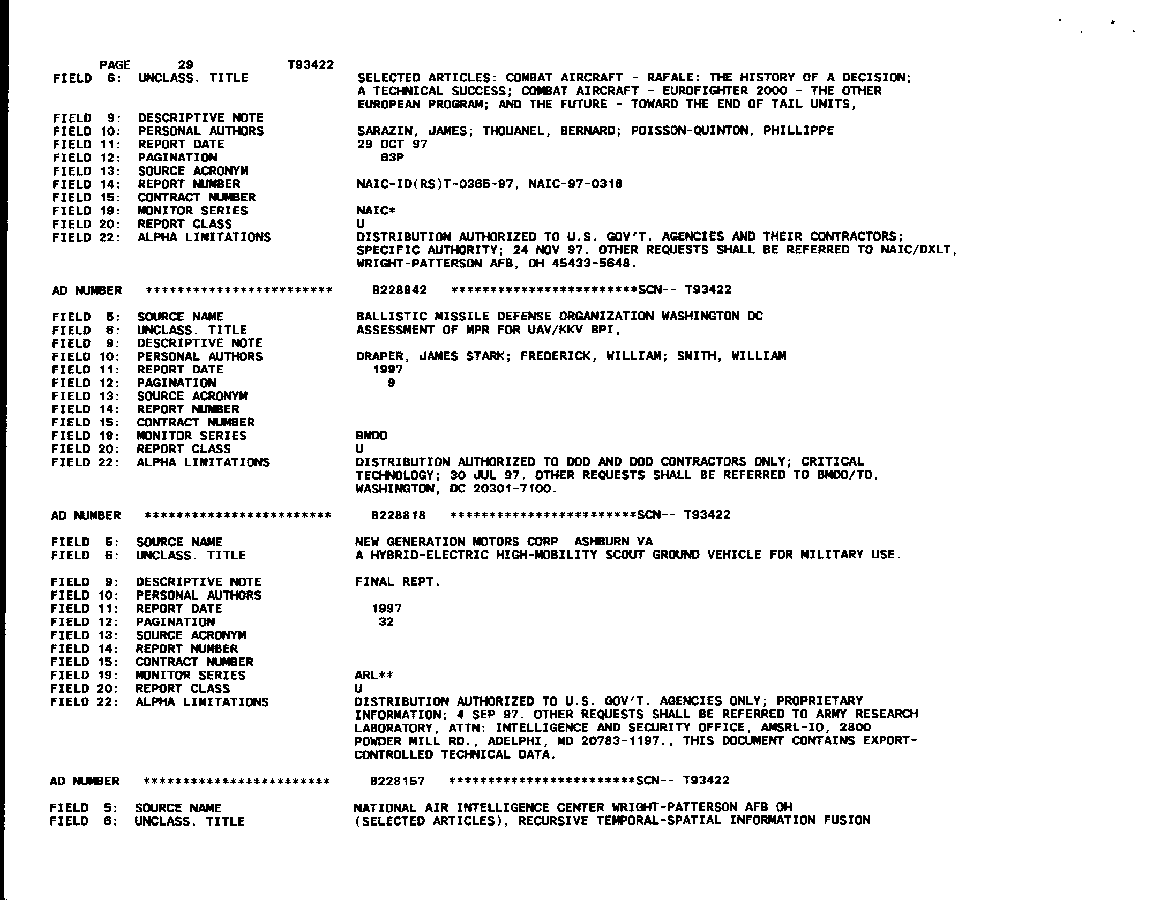 PAGE 29 T93422
FIELD 6: UNCLASS. TITLE SELECTED ARTICLES: COMBAT AIRCRAFT - RAFALE: THE HISTORY OF A DECISION;
A TECHNICAL SUCCESS; COMBAT AIRCRAFT - EUROFIGHTER 2000 - THE OTHER
EUROPEAN PROGRAM; AND THE FUTURE - TOWARD THE END OF TAIL UNITS,
FIELD 9: DESCRIPTIVE NOTE
FIELD 10: PERSONAL AUTHORS SARAZIN, JAMES; THOUANEL, BERNARD; POISSON-QUINTON, PHILLIPPE
FIELD 11: REPORT DATE 29 OCT 97
FIELD 12: PAGINATION 83P
FIELD 13: SOURCE ACRONYM
FIELD 14: REPORT NUMBER NAIC-ID(RS)T-0365-97, NAIC-97-0318
FIELD 15: CONTRACT NUMBER
FIELD 19: MONITOR SERIES NAIC*
FIELD 20: REPORT CLASS U
FIELD 22: ALPHA LIMITATIONS DISTRIBUTION AUTHORIZED TO U.S. GOV'T. AGENCIES AND THEIR CONTRACTORS;
SPECIFIC AUTHORITY; 24 NOV 97. OTHER REQUESTS SHALL BE REFERRED TO NAIC/DXLT,
WRIGHT-PATTERSON AFB, OH 45433-5648.
AD NUMBER ************************ B228842 ************************SCN-- T93422
FIELD 5: SOURCE NAME BALLISTIC MISSILE DEFENSE ORGANIZATION WASHINGTON DC
FIELD 6: UNCLASS. TITLE ASSESSMENT OF MPR FOR UAV/KKV BPI,
FIELD 9: DESCRIPTIVE NOTE
FIELD 10: PERSONAL AUTHORS DRAPER, JAMES STARK; FREDERICK, WILLIAM; SMITH, WILLIAM
FIELD 11: REPORT DATE 1997
FIELD 12: PAGINATION 9
FIELD 13: SOURCE ACRONYM
FIELD 14: REPORT NUMBER
FIELD 15: CONTRACT NUMBER
FIELD 19: MONITOR SERIES BMDO
FIELD 20: REPORT CLASS U
FIELD 22: ALPHA LIMITATIONS DISTRIBUTION AUTHORIZED TO DOD AND DOD CONTRACTORS ONLY; CRITICAL
TECHNOLOGY; 30 JUL 97. OTHER REQUESTS SHALL BE REFERRED TO BMDO/TO,
WASHINGTON, DC 20301-7100.
AD NUMBER ************************ B228818 ************************SCN-- T93422
FIELD 5: SOURCE NAME NEW GENERATION MOTORS CORP ASHBURN VA
FIELD 6: UNCLASS. TITLE A HYBRID-ELECTRIC HIGH-MOBILITY SCOUT GROUND VEHICLE FOR MILITARY USE.
FIELD 9: DESCRIPTIVE NOTE FINAL REPT.
FIELD 10: PERSONAL AUTHORS
FIELD 11: REPORT DATE 1997
FIELD 12: PAGINATION 32
FIELD 13: SOURCE ACRONYM
FIELD 14: REPORT NUMBER
FIELD 15: CONTRACT NUMBER
FIELD 19: MONITOR SERIES ARL**
FIELD 20: REPORT CLASS U
FIELD 22: ALPHA LIMITATIONS DISTRIBUTION AUTHORIZED TO U.S. GOV'T. AGENCIES ONLY; PROPRIETARY
INFORMATION; 4 SEP 97. OTHER REQUESTS SHALL BE REFERRED TO ARMY RESEARCH
LABORATORY, ATTN: INTELLIGENCE AND SECURITY OFFICE, AMSRL-IO, 2800
POWDER MILL RD., ADELPHI, MD 20783-1197., THIS DOCUMENT CONTAINS EXPORT-
CONTROLLED TECHNICAL DATA.
AD NUMBER ************************ B228157 ************************SCN-- T93422
FIELD 5: SOURCE NAME NATIONAL AIR INTELLIGENCE CENTER WRIGHT-PATTERSON AFB OH
FIELD 6: UNCLASS. TITLE (SELECTED ARTICLES), RECURSIVE TEMPORAL-SPATIAL INFORMATION FUSION